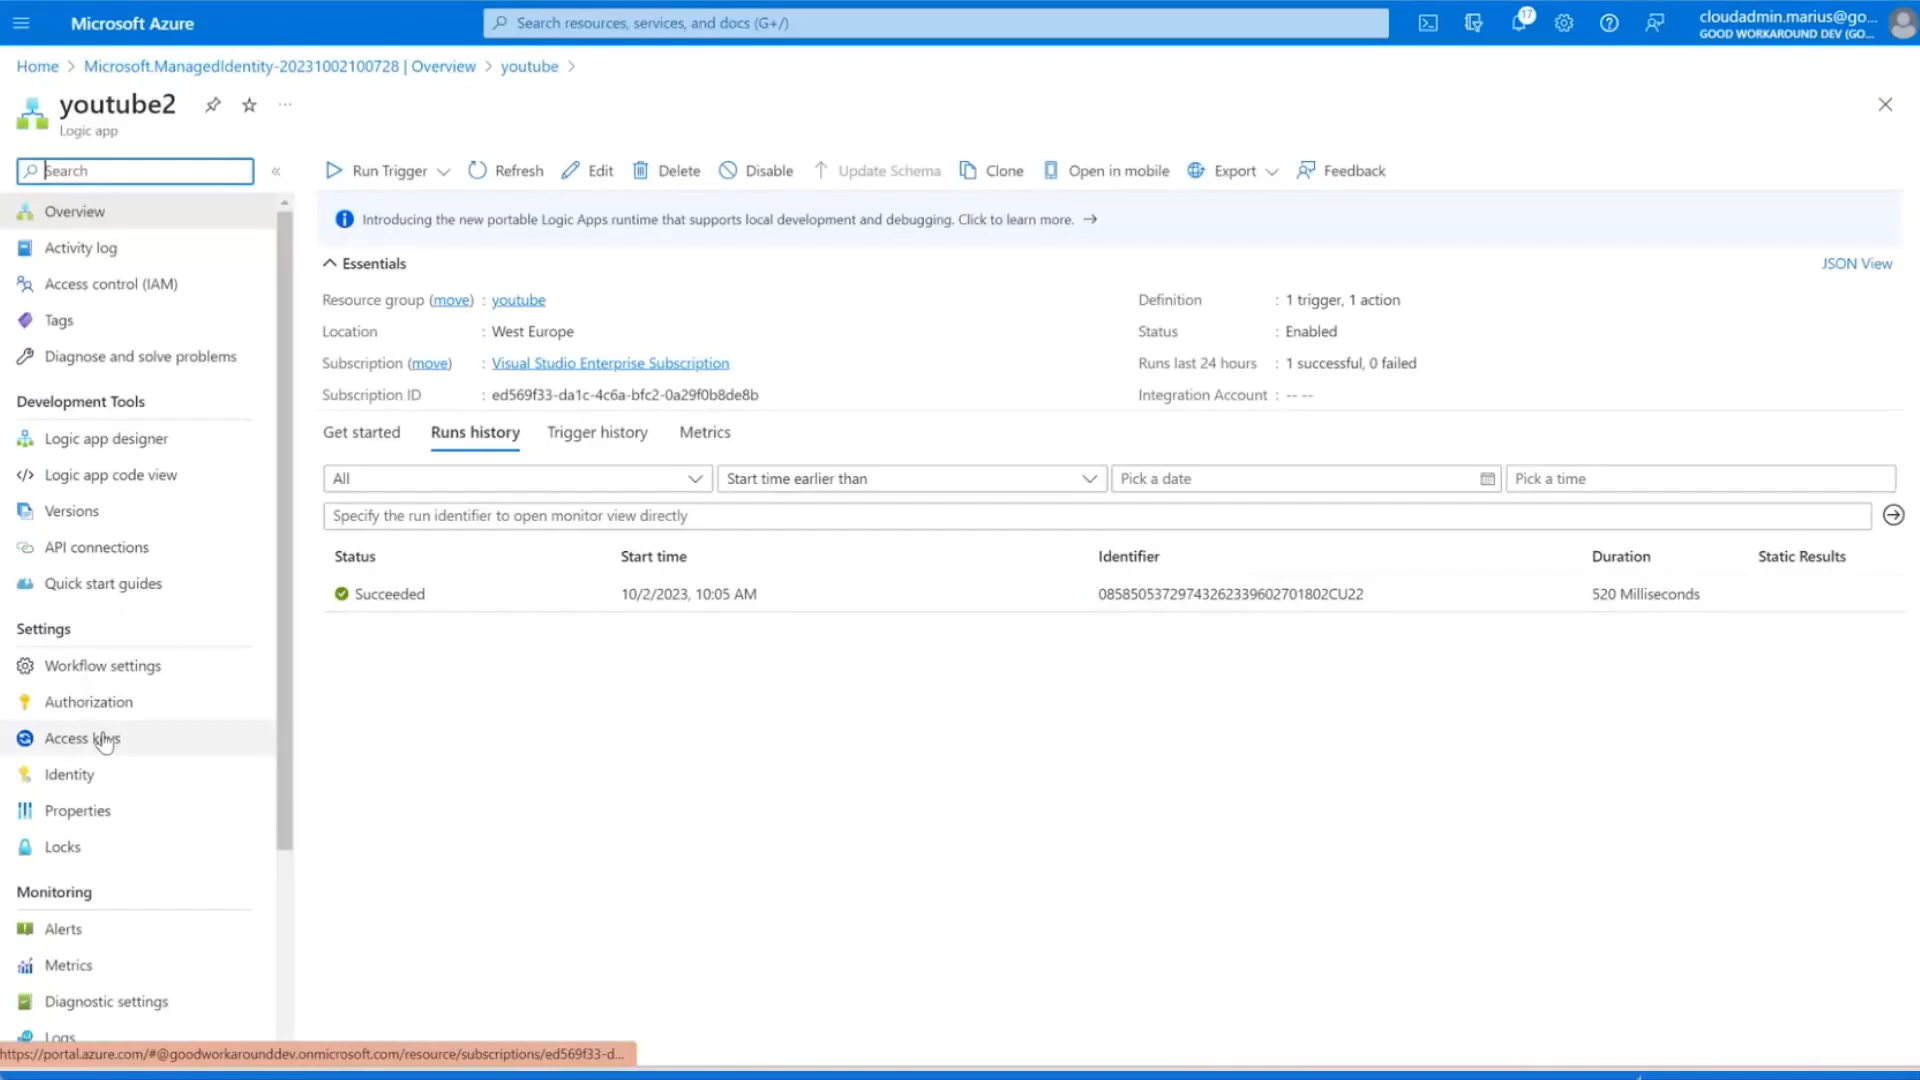 Microsoft Azure
Search resources, services, and docs (G+/)
17
cloudadmin.marius@go...
GOOD WORKAROUND DEV (GO...
Home > Microsoft.ManagedIdentity-20231002100728 | Overview > youtube >
youtube2
Logic app
Search
Run Trigger
Refresh
Edit
Delete
Disable
Update Schema
Clone
Open in mobile
Export
Feedback
Overview
Activity log
Access control (IAM)
Tags
Diagnose and solve problems
Development Tools
Logic app designer
Logic app code view
Versions
API connections
Quick start guides
Settings
Workflow settings
Authorization
Access keys
Identity
Properties
Locks
Monitoring
Alerts
Metrics
Diagnostic settings
Logs
Introducing the new portable Logic Apps runtime that supports local development and debugging. Click to learn more. →
Essentials
JSON View
Resource group (move) : youtube
Location : West Europe
Subscription (move) : Visual Studio Enterprise Subscription
Subscription ID : ed569f33-da1c-4c6a-bfc2-0a29f0b8de8b
Definition : 1 trigger, 1 action
Status : Enabled
Runs last 24 hours : 1 successful, 0 failed
Integration Account : -- --
Get started
Runs history
Trigger history
Metrics
All
Start time earlier than
Pick a date
Pick a time
Specify the run identifier to open monitor view directly
Status Start time Identifier Duration Static Results
Succeeded 10/2/2023, 10:05 AM 08585053729743262339602701802CU22 520 Milliseconds
https://portal.azure.com/#@goodworkarounddev.onmicrosoft.com/resource/subscriptions/ed569f33-d...